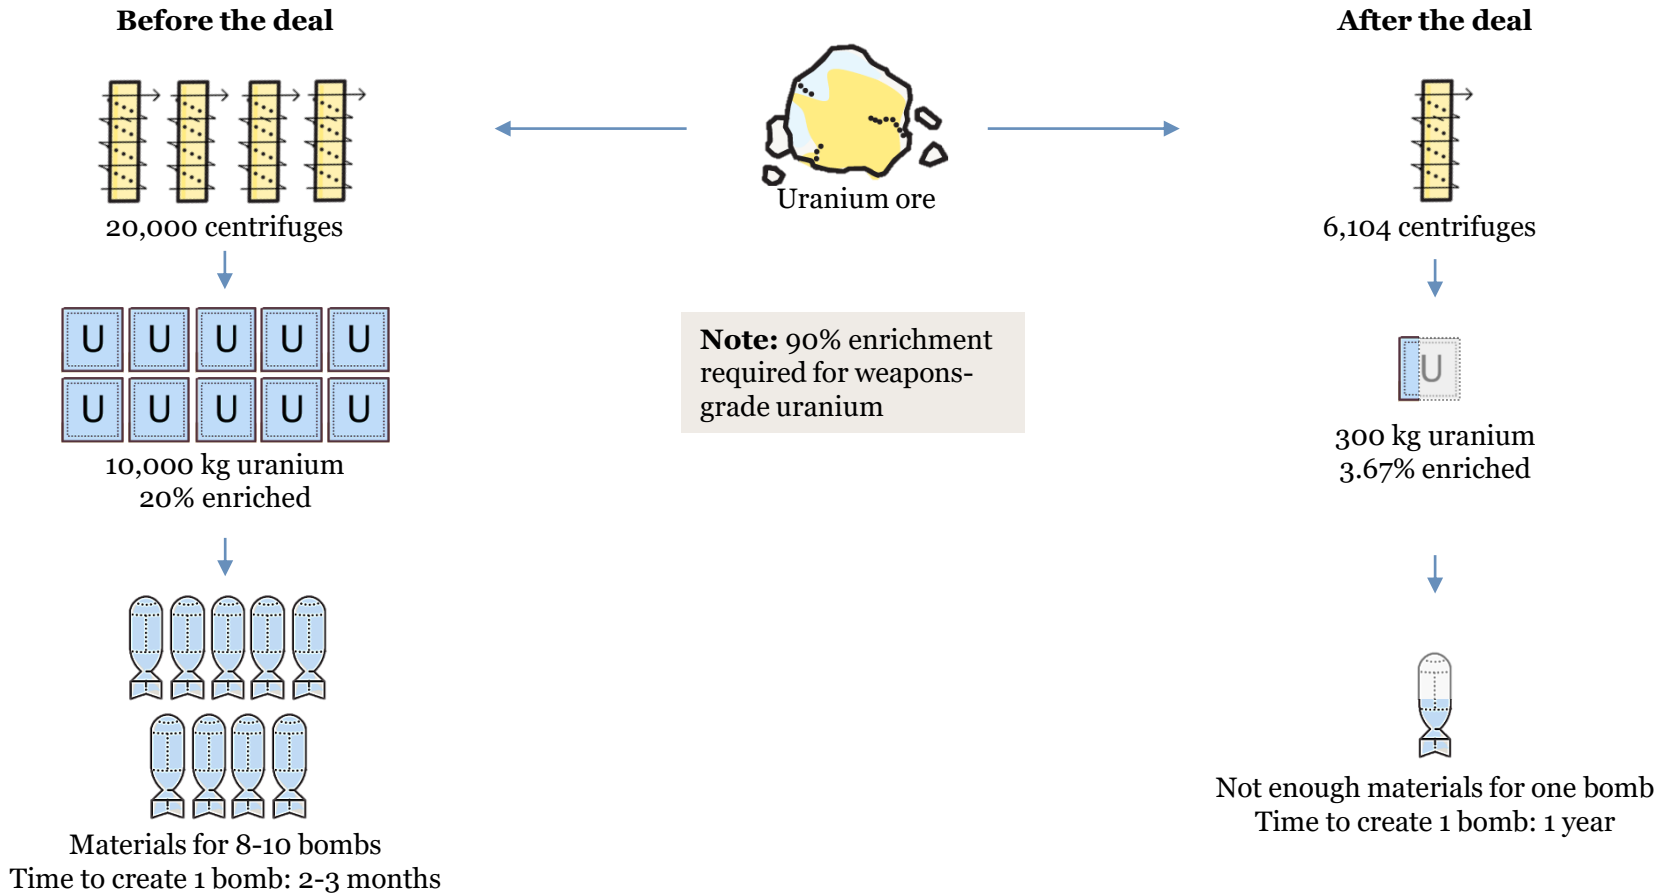 Before the deal
After the deal
20,000 centrifuges
Uranium ore
6,104 centrifuges
U U U U U
U U U U U
10,000 kg uranium
20% enriched
Note: 90% enrichment
required for weapons-
grade uranium
U
300 kg uranium
3.67% enriched
Materials for 8-10 bombs
Time to create 1 bomb: 2-3 months
Not enough materials for one bomb
Time to create 1 bomb: 1 year